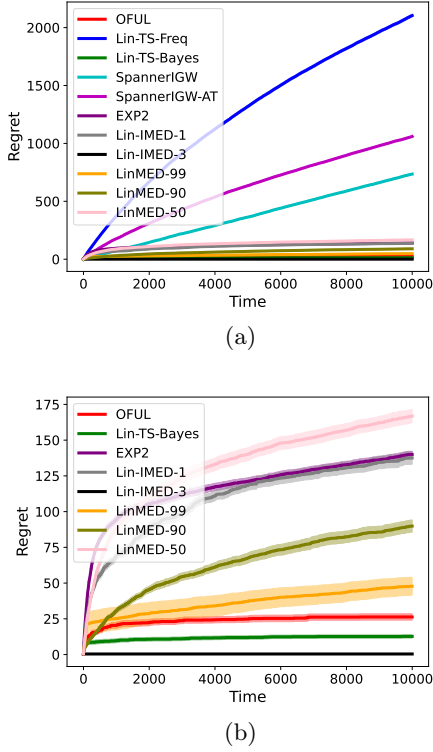 OFUL
Lin-TS-Freq
Lin-TS-Bayes
SpannerIGW
SpannerIGW-AT
EXP2
Lin-IMED-1
Lin-IMED-3
LinMED-99
LinMED-90
LinMED-50
2000
1500
1000
500
0
Regret
0 2000 4000 6000 8000 10000
Time
(a)
OFUL
Lin-TS-Bayes
EXP2
Lin-IMED-1
Lin-IMED-3
LinMED-99
LinMED-90
LinMED-50
175
150
125
100
75
50
25
0
Regret
0 2000 4000 6000 8000 10000
Time
(b)